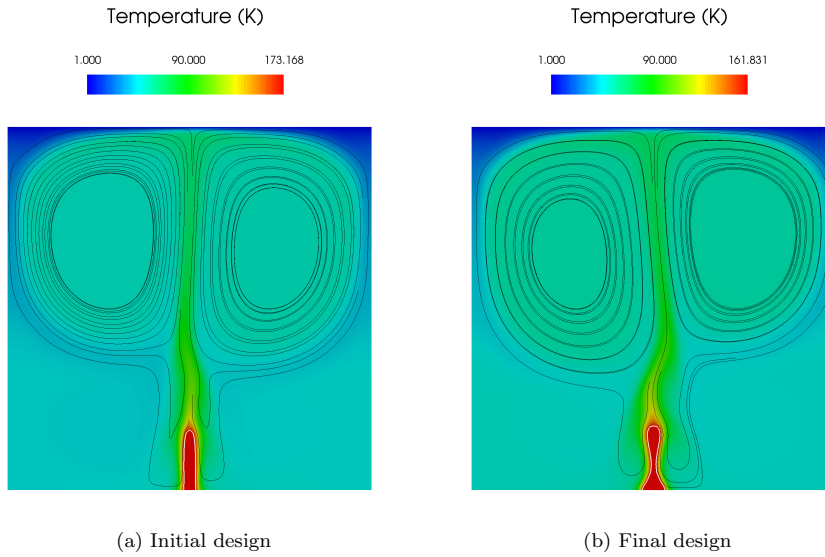 Temperature (K)
1.000 90.000 173.168
(a) Initial design
Temperature (K)
1.000 90.000 161.831
(b) Final design